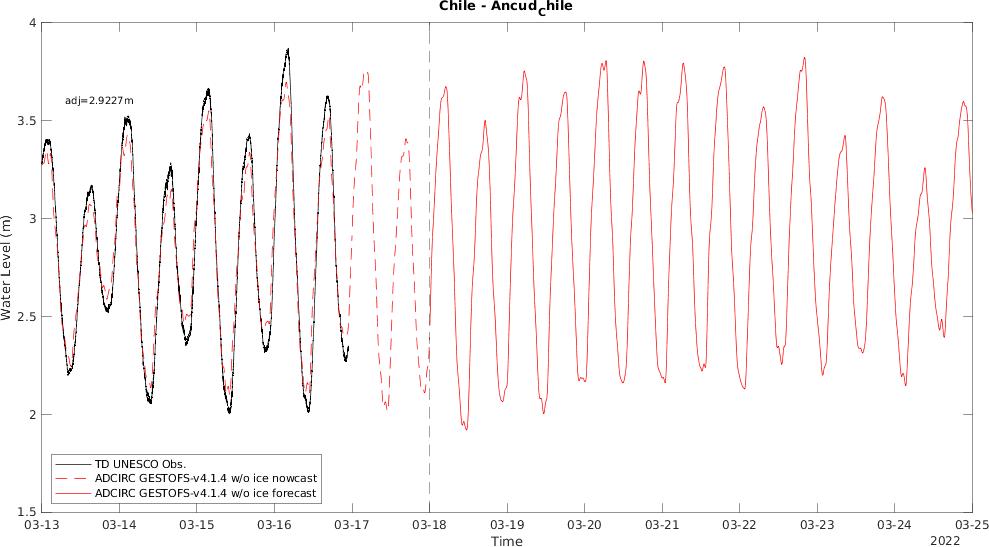 Chile - Ancud_Chile
4
adj=2.9227m
3.5
3
Water Level (m)
2.5
2
TD UNESCO Obs.
ADCIRC GESTOFS-v4.1.4 w/o ice nowcast
ADCIRC GESTOFS-v4.1.4 w/o ice forecast
1.5
03-13 03-14 03-15 03-16 03-17 03-18 03-19 03-20 03-21 03-22 03-23 03-24 03-25
Time
2022